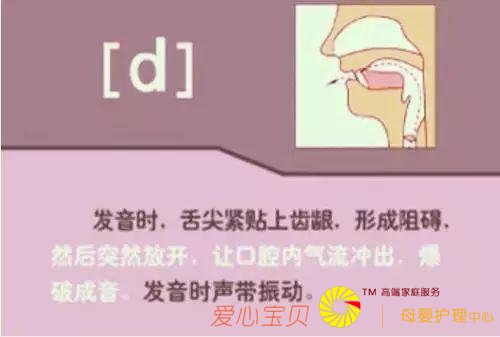 [d]
发音时，舌尖紧贴上齿龈，形成阻碍，
然后突然放开，让口腔内气流冲出，爆
破成音。发音时声带振动。
爱心宝贝
TM 高端家庭服务
母婴护理中心